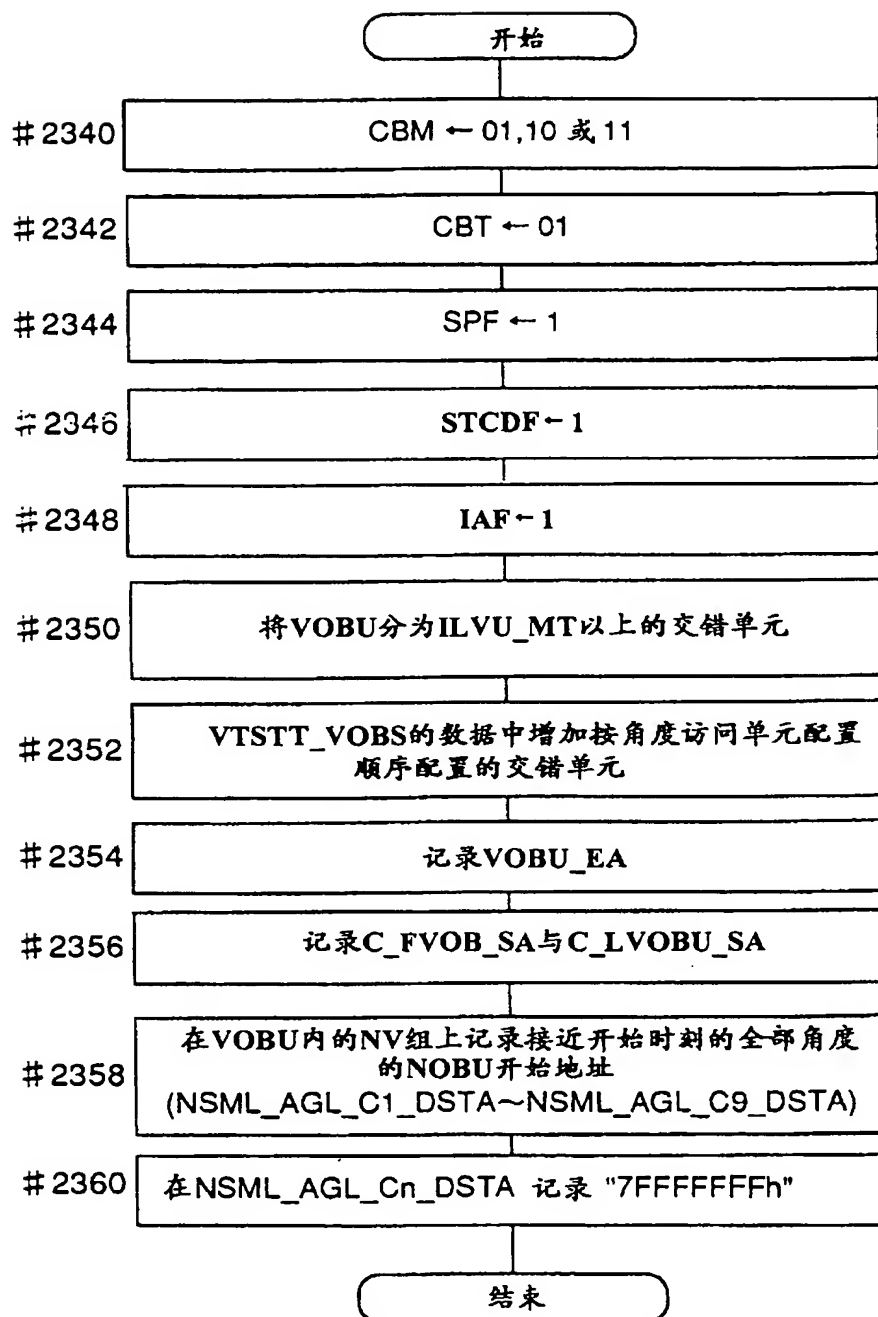 开始
#2340
CBM ← 01,10 或 11
#2342
CBT ← 01
#2344
SPF ← 1
#2346
STCDF←1
#2348
IAF←1
#2350
将VOBU分为ILVU_MT以上的交错单元
#2352
VTSTT_VOBS的数据中增加按角度访问单元配置
顺序配置的交错单元
#2354
记录VOBU_EA
#2356
记录C_FVOB_SA与C_LVOBU_SA
#2358
在VOBU内的NV组上记录接近开始时刻的全部角度
的NOBU开始地址
(NSML_AGL_C1_DSTA~NSML_AGL_C9_DSTA)
#2360
在NSML_AGL_Cn_DSTA 记录 "7FFFFFFFh"
结束